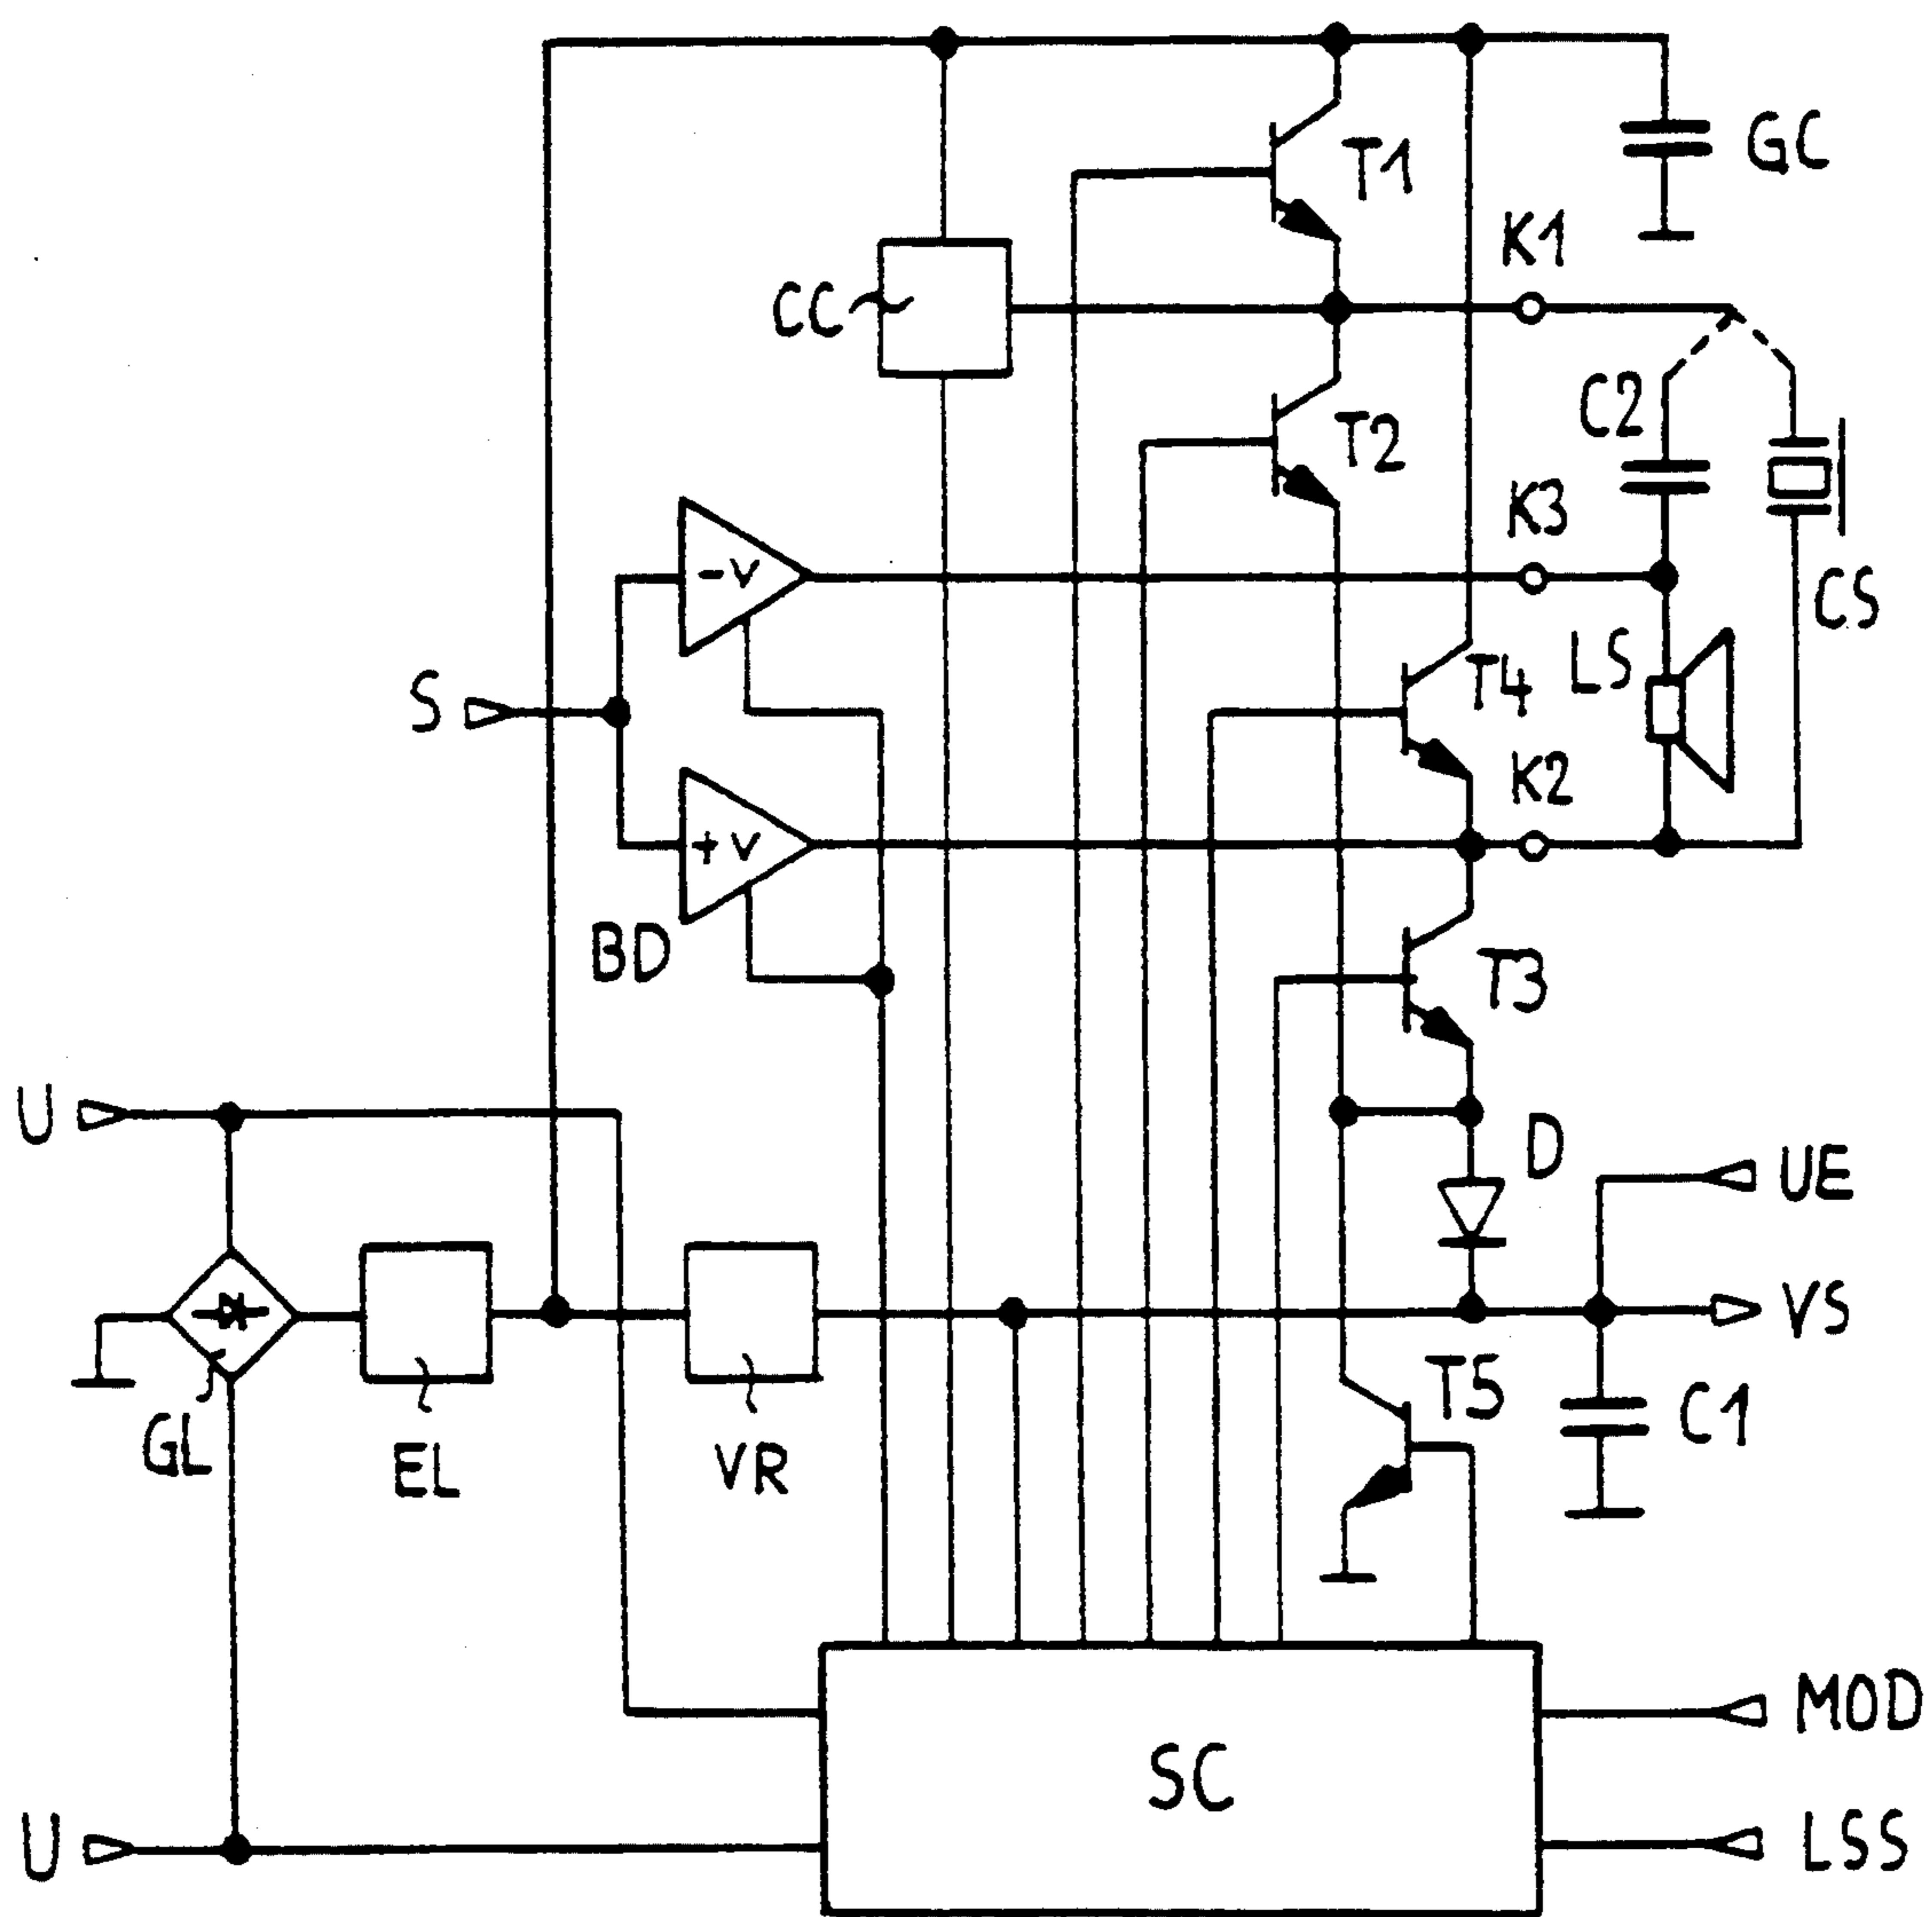 GC
T1
K1
CC
C2
T2
K3
-v
CS
LS
T4
S
K2
+v
BD
T3
U
D
UE
VS
T5
C1
GL
EL
VR
MOD
SC
LSS
U